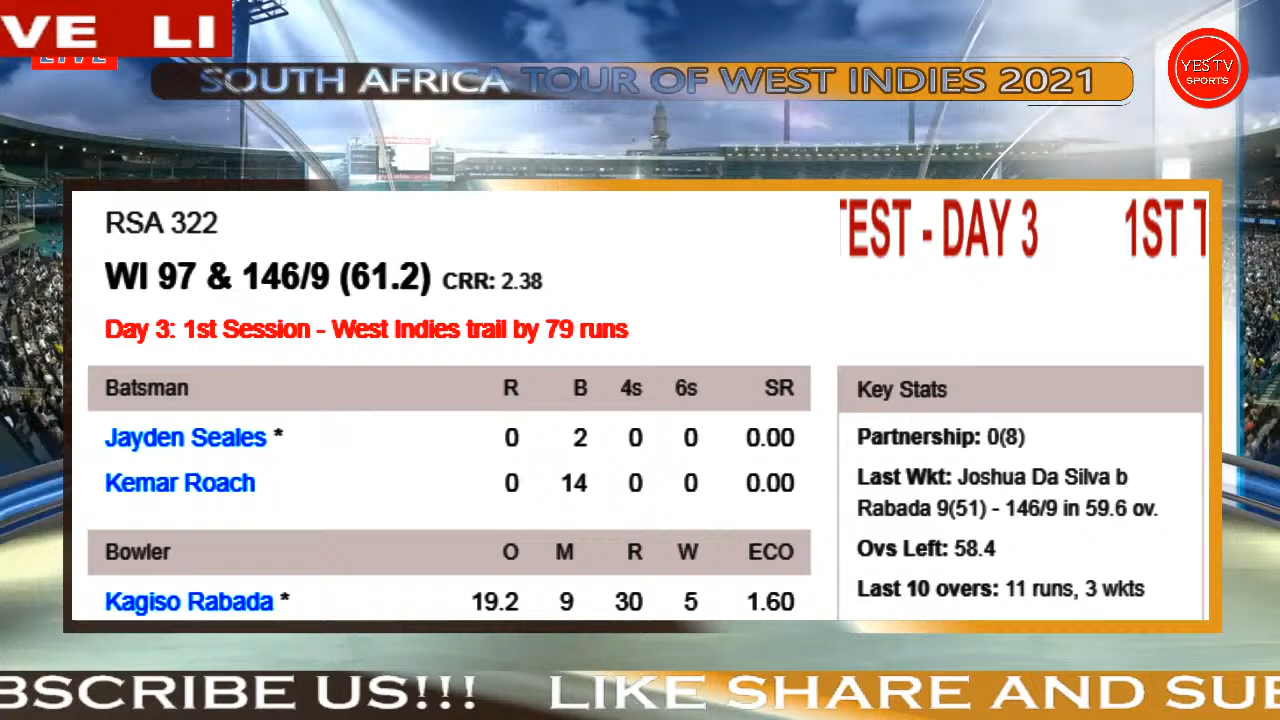 VE LI
LIVE
SOUTH AFRICA TOUR OF WEST INDIES 2021
YES TV
SPORTS
RSA 322
TEST - DAY 3 1ST T
WI 97 & 146/9 (61.2) CRR: 2.38
Day 3: 1st Session - West Indies trail by 79 runs
Batsman R B 4s 6s SR
Jayden Seales * 0 2 0 0 0.00
Kemar Roach 0 14 0 0 0.00
Bowler O M R W ECO
Kagiso Rabada * 19.2 9 30 5 1.60
Key Stats
Partnership: 0(8)
Last Wkt: Joshua Da Silva b
Rabada 9(51) - 146/9 in 59.6 ov.
Ovs Left: 58.4
Last 10 overs: 11 runs, 3 wkts
BSCRIBE US!!! LIKE SHARE AND SUB